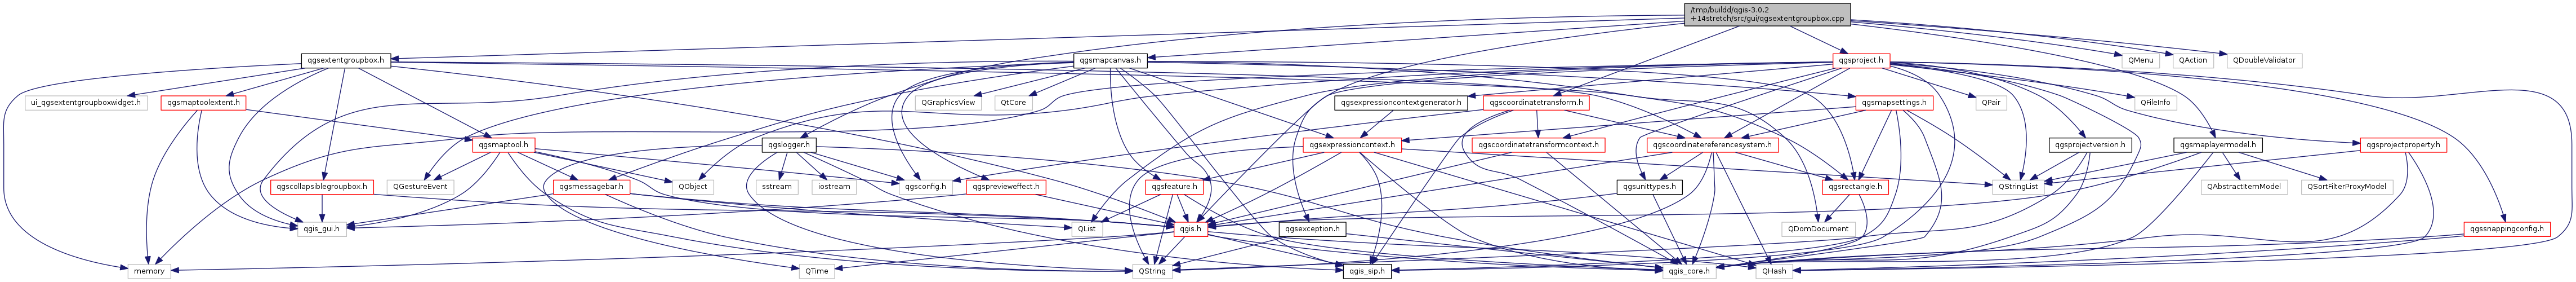 /tmp/buildd/qgis-3.0.2
+14stretch/src/gui/qgsextentgroupbox.cpp
qgsextentgroupbox.h
qgsmapcanvas.h
qgsproject.h
QMenu
QAction
QDoubleValidator
ui_qgsextentgroupboxwidget.h
qgsmaptoolextent.h
QGraphicsView
QtCore
qgsexpressioncontextgenerator.h
qgscoordinatetransform.h
qgsmapsettings.h
QPair
QFileInfo
qgsmaptool.h
qgslogger.h
qgsexpressioncontext.h
qgscoordinatetransformcontext.h
qgscoordinatereferencesystem.h
qgsprojectversion.h
qgsmaplayermodel.h
qgsprojectproperty.h
qgscollapsiblegroupbox.h
QGestureEvent
qgsmessagebar.h
QObject
sstream
iostream
qgsconfig.h
qgsprevieweffect.h
qgsfeature.h
qgsunittypes.h
qgsrectangle.h
QStringList
QAbstractItemModel
QSortFilterProxyModel
qgis_gui.h
QList
qgis.h
qgsexception.h
QDomDocument
qgssnappingconfig.h
memory
QTime
QString
qgis_sip.h
qgis_core.h
QHash